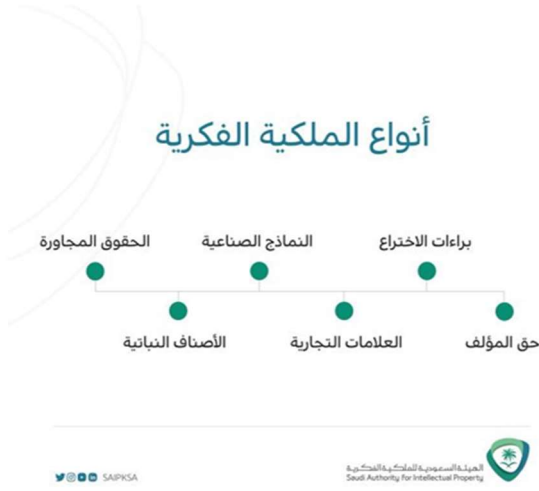 أنواع الملكية الفكرية
براءات الاختراع
النماذج الصناعية
الحقوق المجاورة
حق المؤلف
العلامات التجارية
الأصناف النباتية
الهيئة السعودية للملكية الفكرية
Saudi Authority for Intellectual Property
SAIPKSA